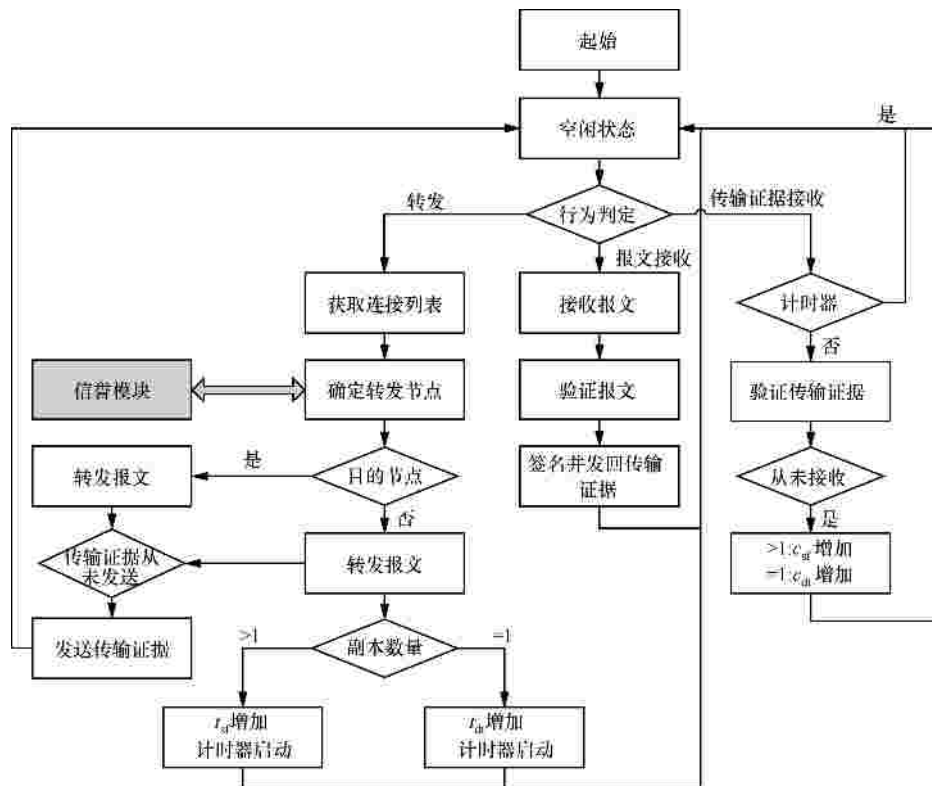 起始
空闲状态
是
转发
行为判定
传输证据接收
报文接收
获取连接列表
接收报文
计时器
否
信誉模块
确定转发节点
验证报文
验证传输证据
转发报文
是
目的节点
签名并发回传输
证据
从未接收
否
是
传输证据从
未发送
转发报文
>1:c_sf增加
=1:c_dt增加
发送传输证据
>1
副本数量
=1
r_sf增加
计时器启动
r_dt增加
计时器启动